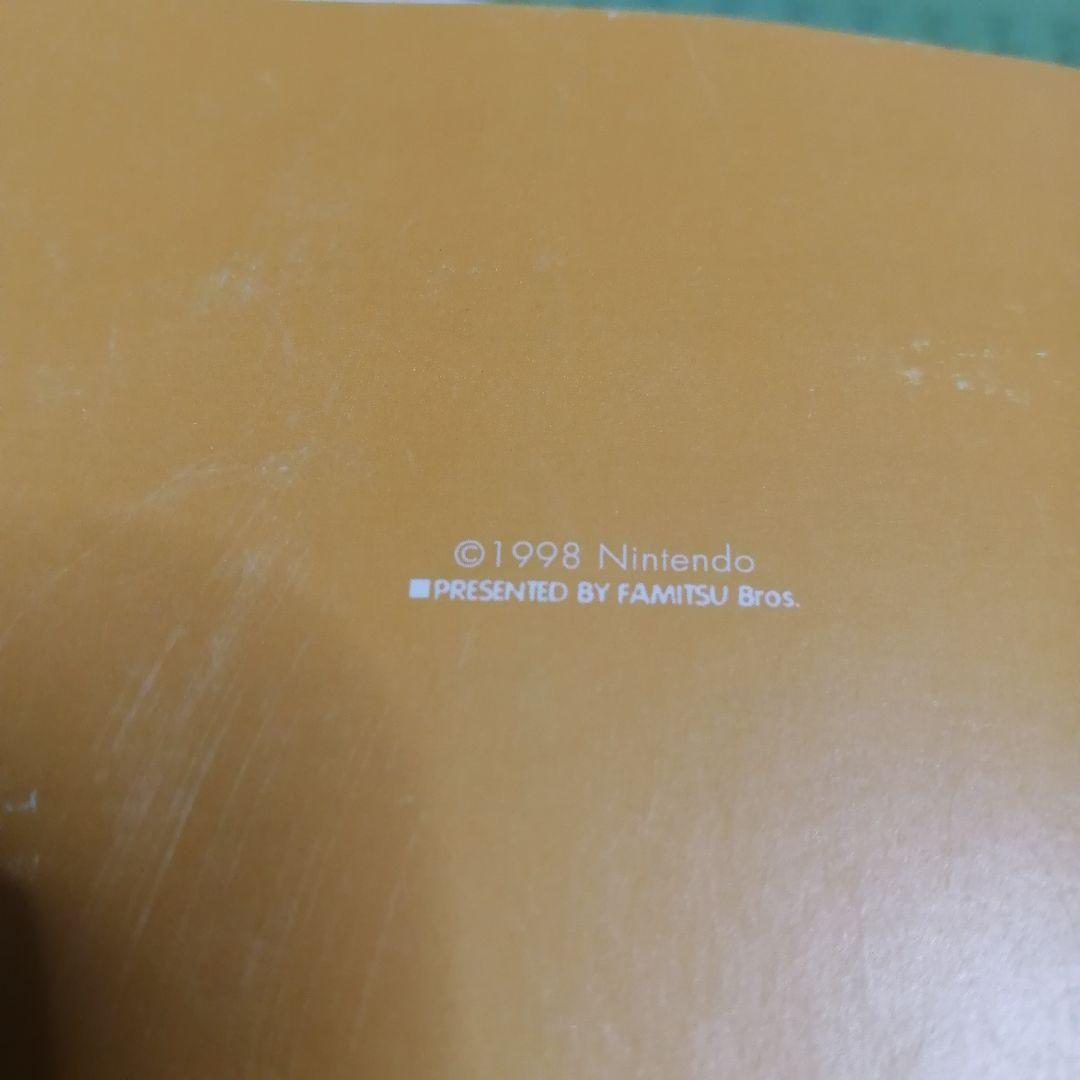 ©1998 Nintendo
■PRESENTED BY FAMITSU Bros.